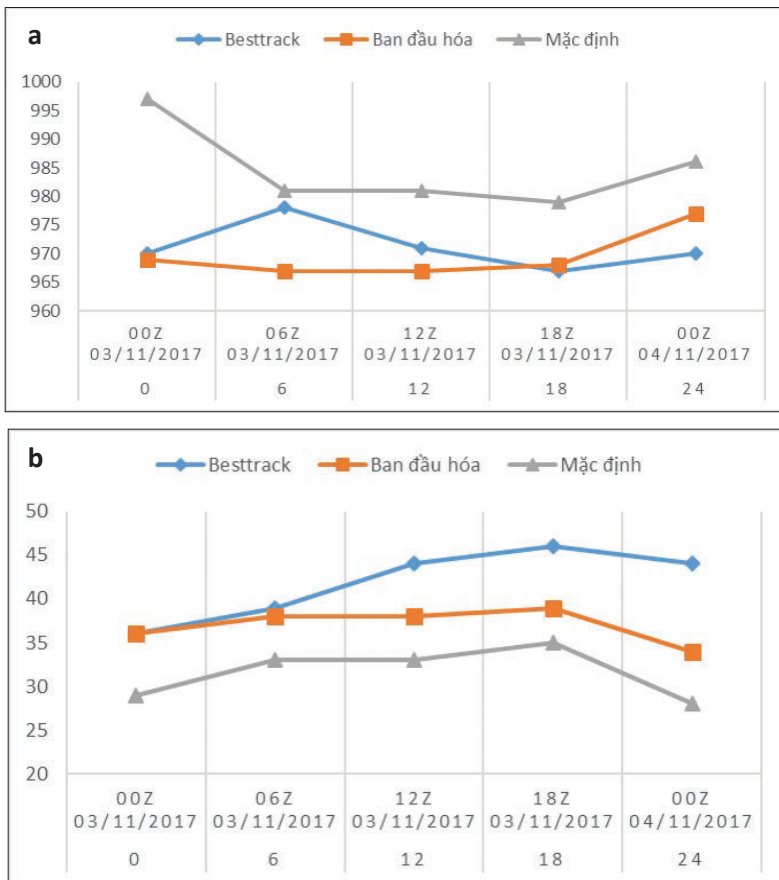 a
Besttrack Ban đầu hóa Mặc định
1000
995
990
985
980
975
970
965
960
00Z 06Z 12Z 18Z 00Z
03/11/2017 03/11/2017 03/11/2017 03/11/2017 04/11/2017
0 6 12 18 24
b
Besttrack Ban đầu hóa Mặc định
50
45
40
35
30
25
20
00Z 06Z 12Z 18Z 00Z
03/11/2017 03/11/2017 03/11/2017 03/11/2017 04/11/2017
0 6 12 18 24